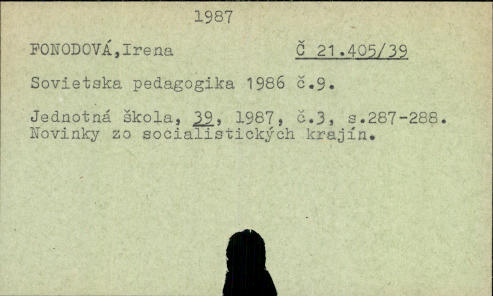 1987
FONODOVÁ,Irena Č 21.405/39
Sovietska pedagogika 1986 č.9.
Jednotná škola, 39, 1987, č.3, s.287-288.
Novinky zo socialistických krajín.